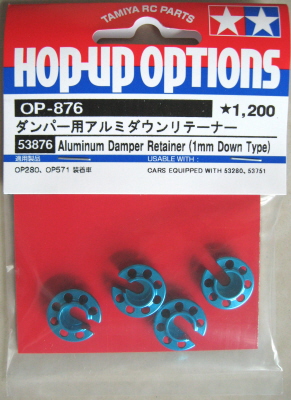 TAMIYA RC PARTS
HOP-UP OPTIONS
OP-876
★1,200
ダンパー用アルミダウンリテーナー
53876 Aluminum Damper Retainer (1mm Down Type)
適用製品 USABLE WITH :
OP280、OP571 装着車 CARS EQUIPPED WITH 53280, 53751